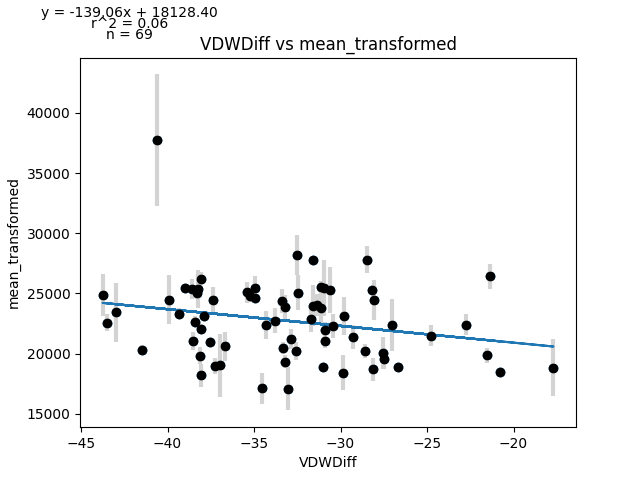 y = -139.06x + 18128.40
r^2 = 0.06
n = 69
VDWDiff vs mean_transformed
mean_transformed
40000
35000
30000
25000
20000
15000
−45 −40 −35 −30 −25 −20
VDWDiff